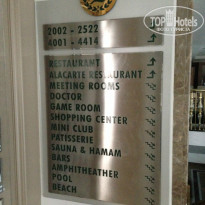 TOPHotels
2002 - 2522
4001 - 4414
RESTAURANT
ALACARTE RESTAURANT
MEETING ROOMS
DOCTOR
GAME ROOM
SHOPPING CENTER
MINI CLUB
PATISSERIE
SAUNA & HAMAM
BARS
AMPHITHEATHER
POOL
BEACH